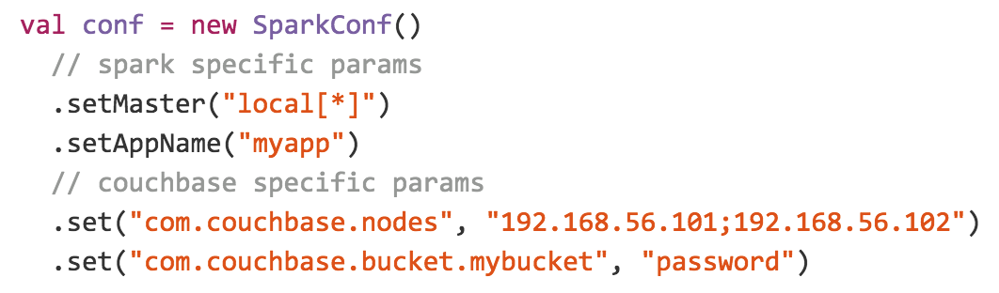 val conf = new SparkConf()
  // spark specific params
  .setMaster("local[*]")
  .setAppName("myapp")
  // couchbase specific params
  .set("com.couchbase.nodes", "192.168.56.101;192.168.56.102")
  .set("com.couchbase.bucket.mybucket", "password")